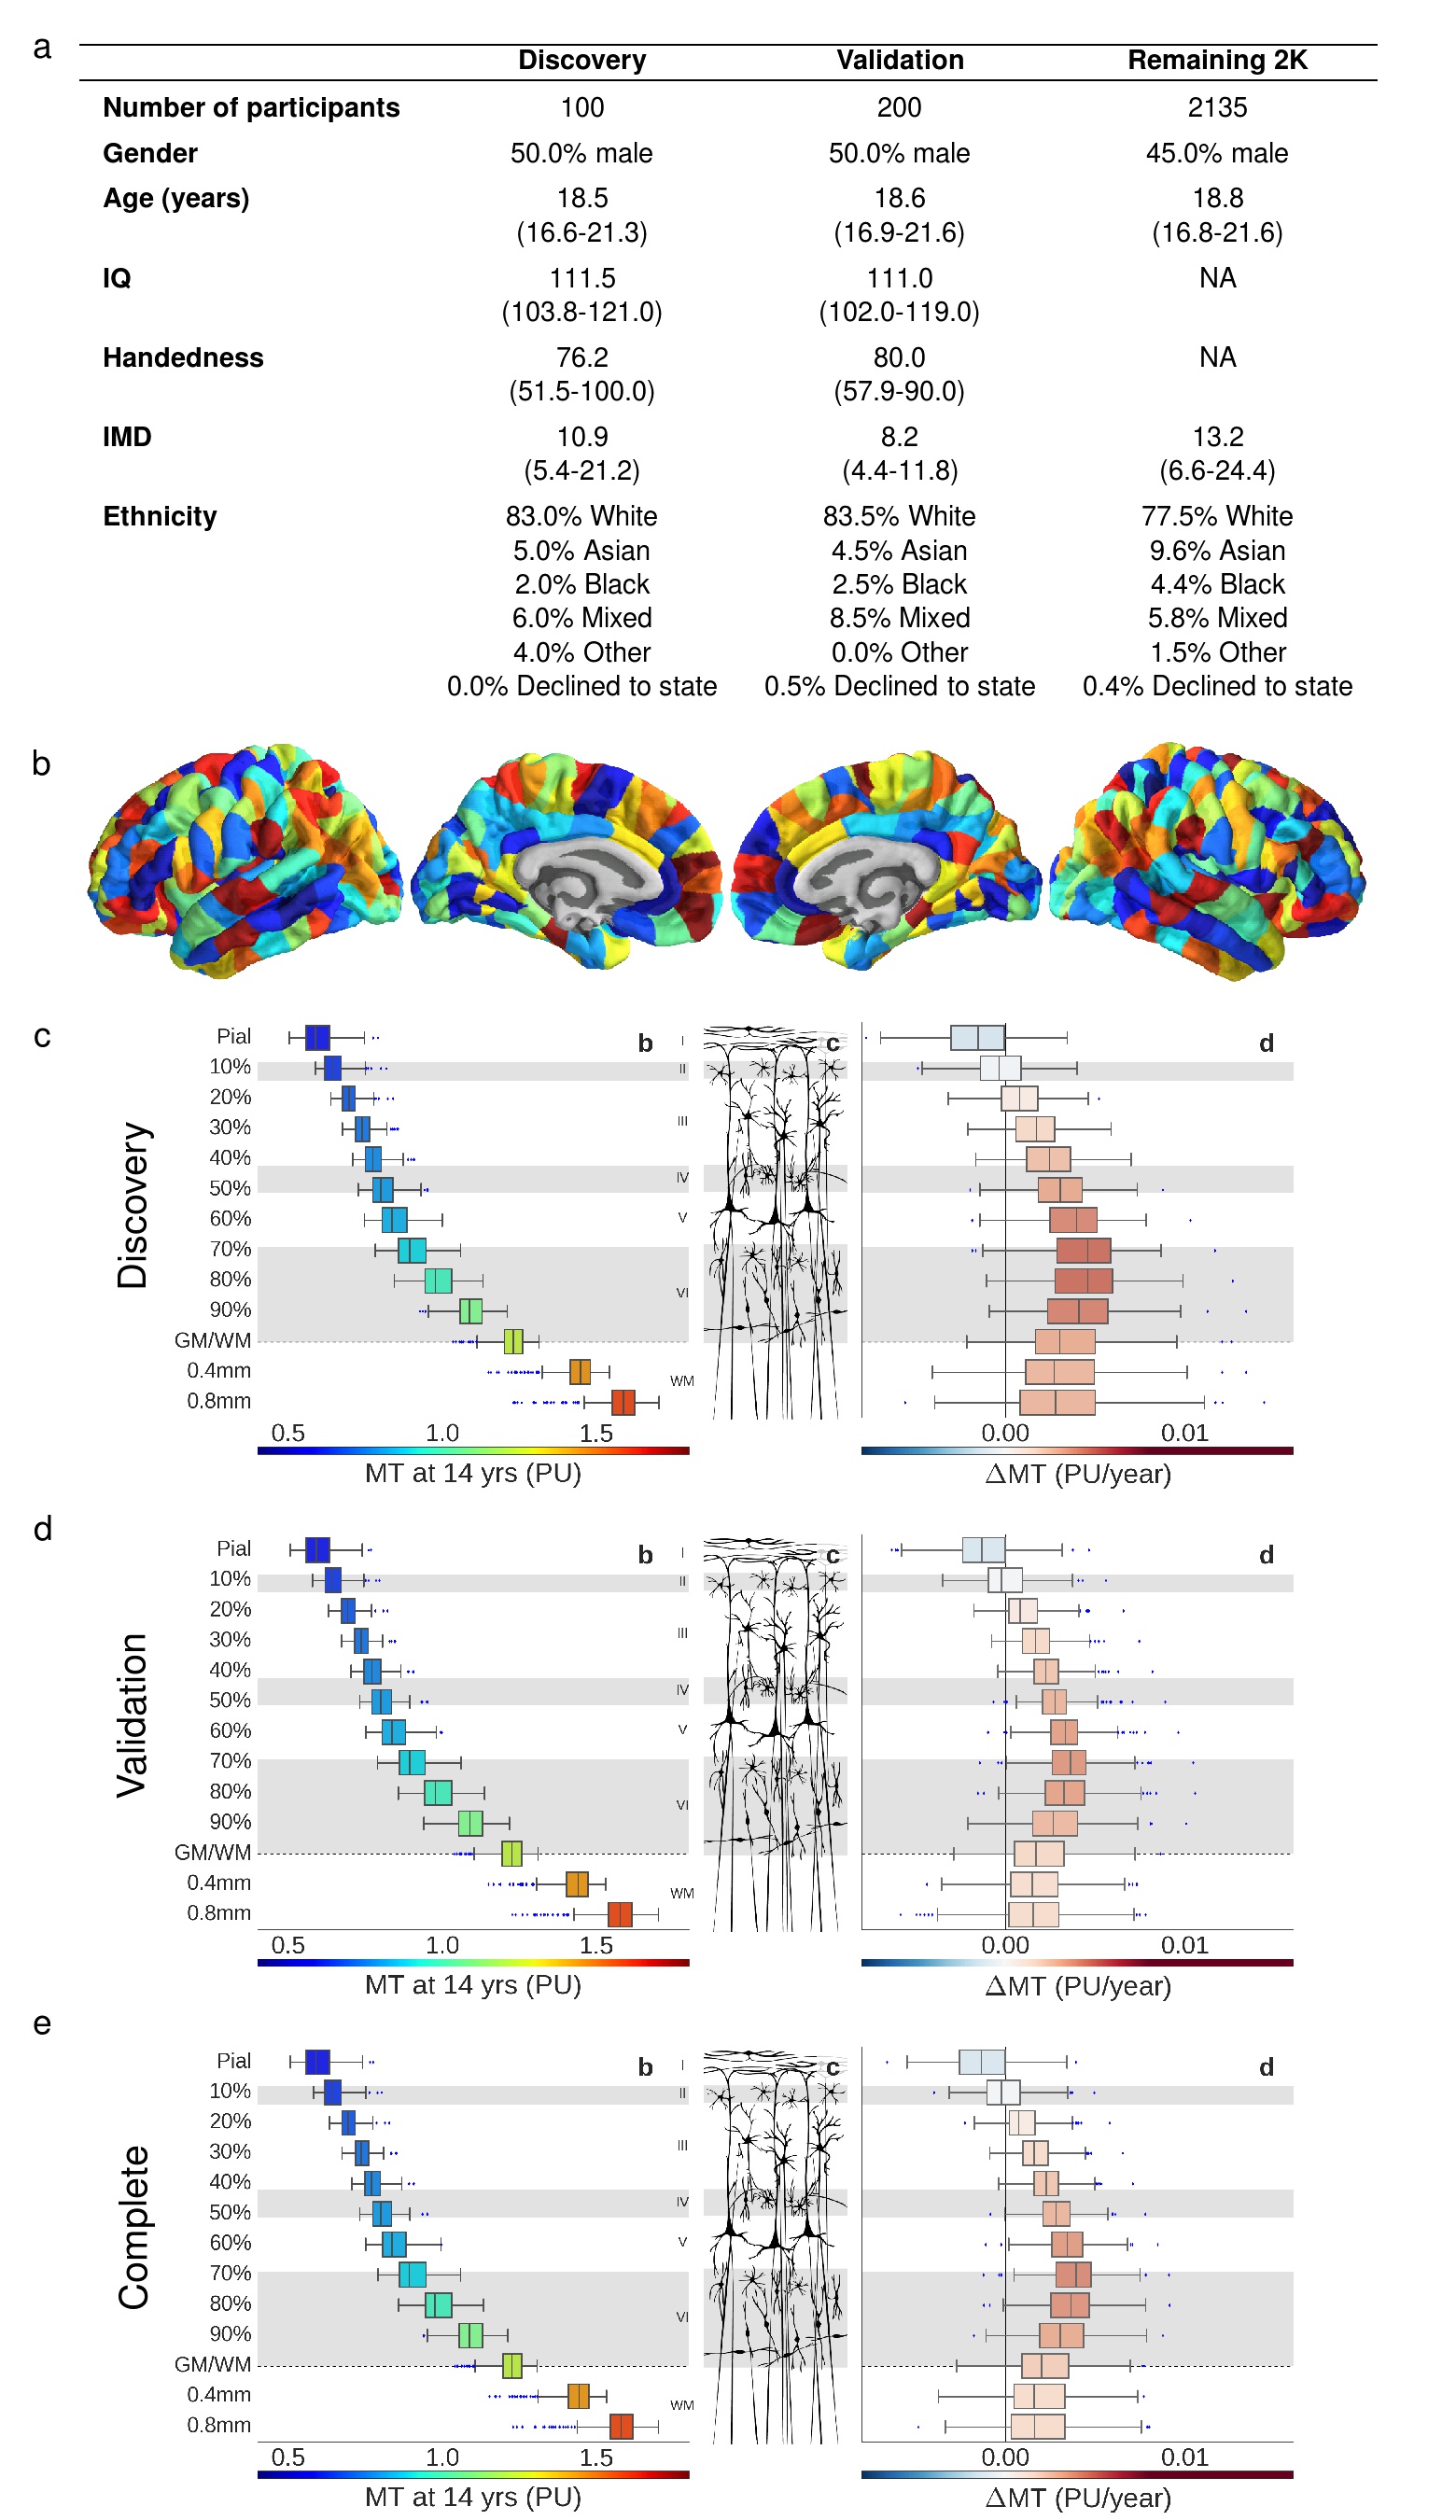 a
Discovery Validation Remaining 2K
Number of participants 100 200 2135
Gender 50.0% male 50.0% male 45.0% male
Age (years) 18.5 18.6 18.8
(16.6-21.3) (16.9-21.6) (16.8-21.6)
IQ 111.5 111.0 NA
(103.8-121.0) (102.0-119.0)
Handedness 76.2 80.0 NA
(51.5-100.0) (57.9-90.0)
IMD 10.9 8.2 13.2
(5.4-21.2) (4.4-11.8) (6.6-24.4)
Ethnicity 83.0% White 83.5% White 77.5% White
5.0% Asian 4.5% Asian 9.6% Asian
2.0% Black 2.5% Black 4.4% Black
6.0% Mixed 8.5% Mixed 5.8% Mixed
4.0% Other 0.0% Other 1.5% Other
0.0% Declined to state 0.5% Declined to state 0.4% Declined to state
b
c
Discovery
Pial b I c d
10% II
20%
30% III
40%
50% IV
60% V
70%
80% VI
90%
GM/WM
0.4mm WM
0.8mm
0.5 1.0 1.5 0.00 0.01
MT at 14 yrs (PU) ΔMT (PU/year)
d
Validation
Pial b I c d
10% II
20%
30% III
40%
50% IV
60% V
70%
80% VI
90%
GM/WM
0.4mm WM
0.8mm
0.5 1.0 1.5 0.00 0.01
MT at 14 yrs (PU) ΔMT (PU/year)
e
Complete
Pial b I c d
10% II
20%
30% III
40%
50% IV
60% V
70%
80% VI
90%
GM/WM
0.4mm WM
0.8mm
0.5 1.0 1.5 0.00 0.01
MT at 14 yrs (PU) ΔMT (PU/year)